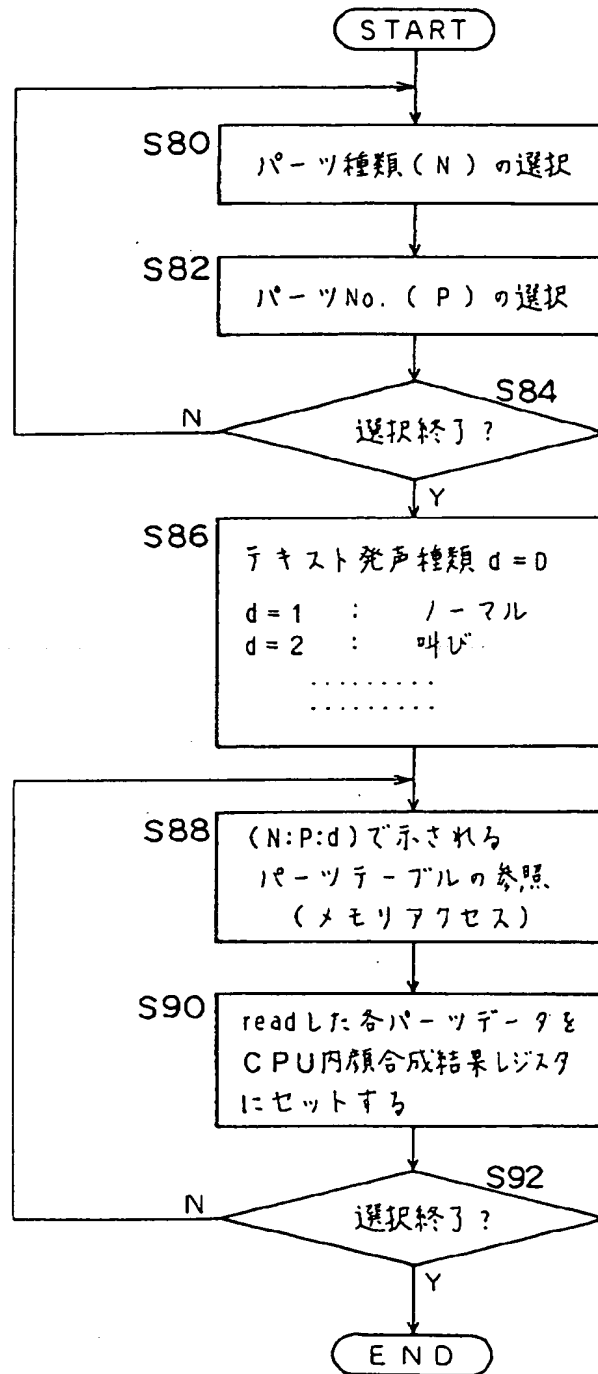 START
S80
パーツ種類(N)の選択
S82
パーツNo.(P)の選択
S84
選択終了?
N
Y
S86
テキスト発声種類 d=D
d=1 : ノーマル
d=2 : 叫び
.........
.........
S88
(N:P:d)で示される
パーツテーブルの参照
(メモリアクセス)
S90
readした各パーツデータを
CPU内顔合成結果レジスタ
にセットする
S92
選択終了?
N
Y
END